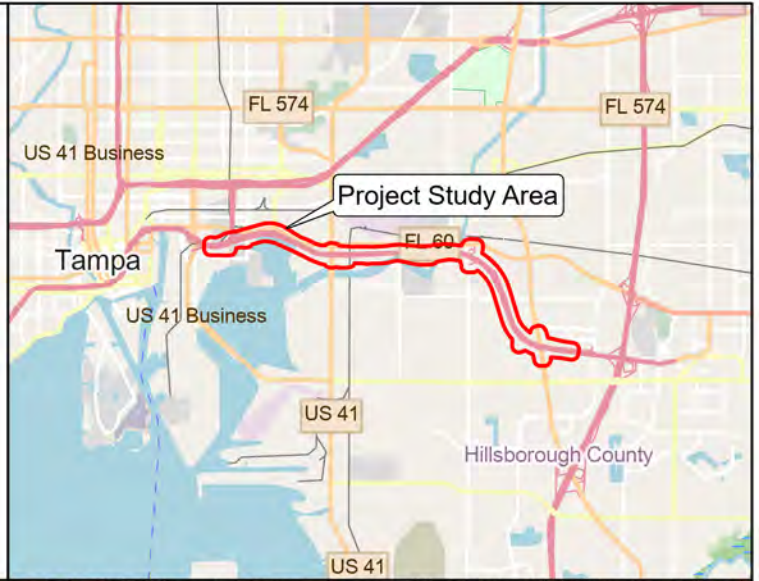 FL 574
FL 574
US 41 Business
Project Study Area
FL 60
Tampa
US 41 Business
US 41
Hillsborough County
US 41